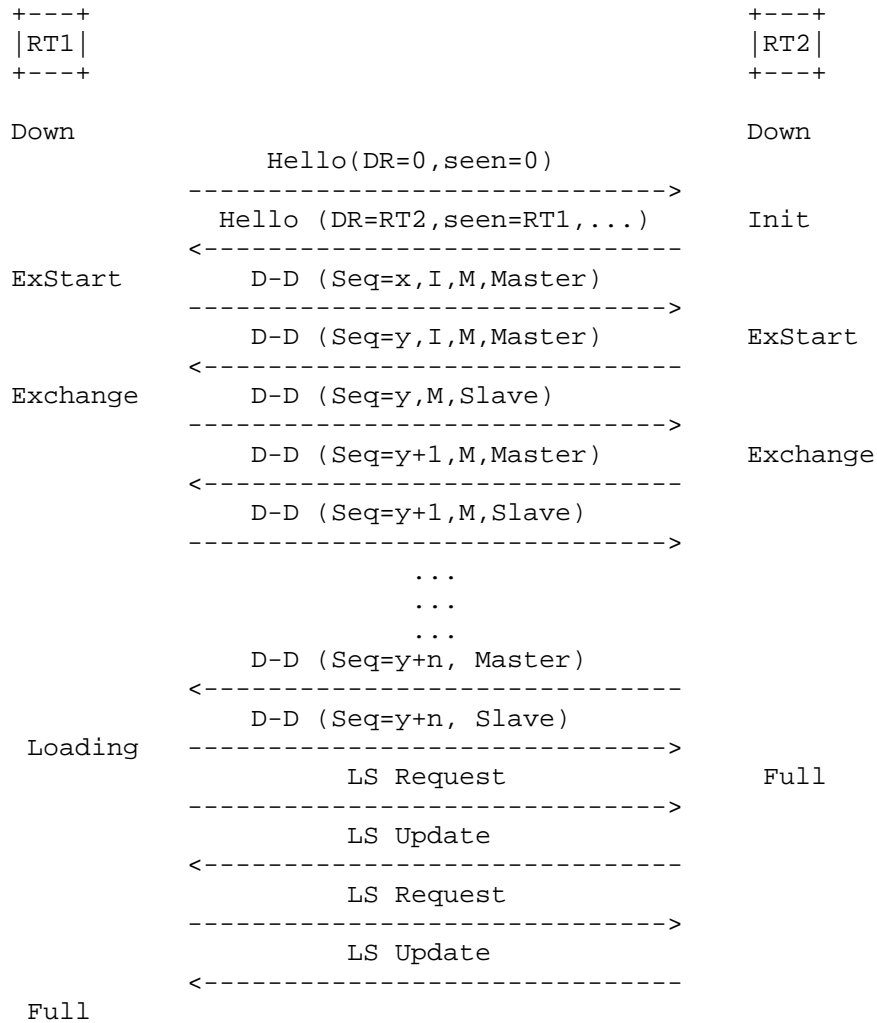 +---+                                         +---+
|RT1|                                         |RT2|
+---+                                         +---+
Down                                          Down
Hello(DR=0,seen=0)
------------------------------>
Hello (DR=RT2,seen=RT1,...)      Init
<------------------------------
ExStart        D-D (Seq=x,I,M,Master)
------------------------------>
D-D (Seq=y,I,M,Master)         ExStart
<------------------------------
Exchange       D-D (Seq=y,M,Slave)
------------------------------>
D-D (Seq=y+1,M,Master)         Exchange
<------------------------------
D-D (Seq=y+1,M,Slave)
------------------------------>
...
...
...
D-D (Seq=y+n, Master)
<------------------------------
D-D (Seq=y+n, Slave)
Loading   ------------------------------>
LS Request                Full
------------------------------>
LS Update
<------------------------------
LS Request
------------------------------>
LS Update
<------------------------------
Full